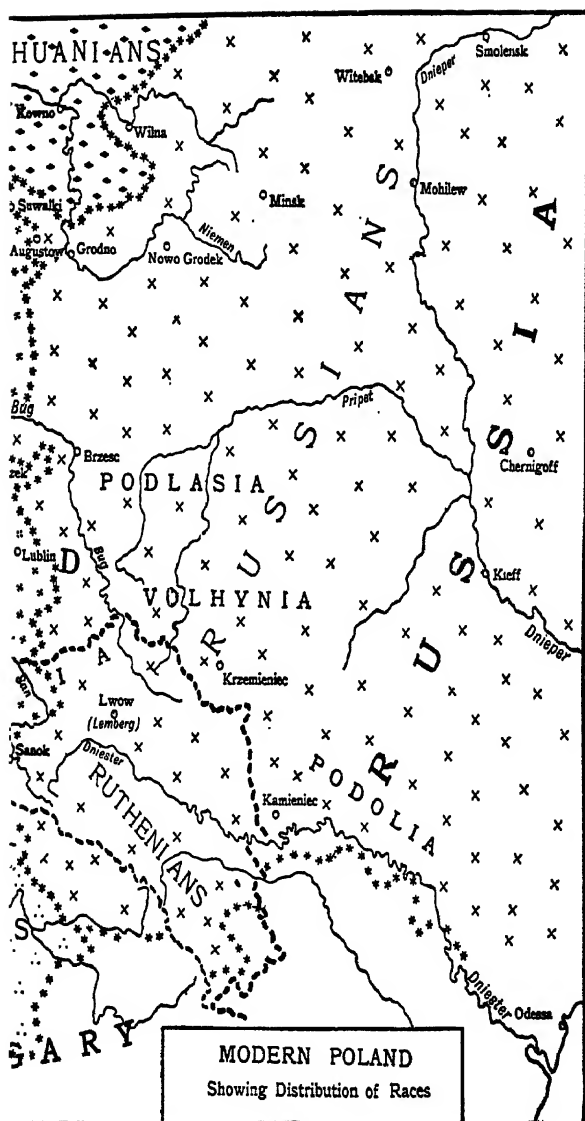 HUANIANS
Smolensk
Witebsk
Dnieper
Kowno
Wilna
Minsk
Mohilew
Suwalki
Niemen
Augustow
Grodno
Nowo Grodek
RUSSIANS
RUSSIA
Bug
Pripet
Brzesc
zek
PODLASIA
Chernigoff
Lublin
D
Bug
VOLHYNIA
Kieff
Dnieper
I A
San
Krzemieniec
Lwow
(Lemberg)
Sanok
Dniester
RUTHENIANS
PODOLIA
Kamieniec
S
Dniester
Odessa
GARY
MODERN POLAND
Showing Distribution of Races